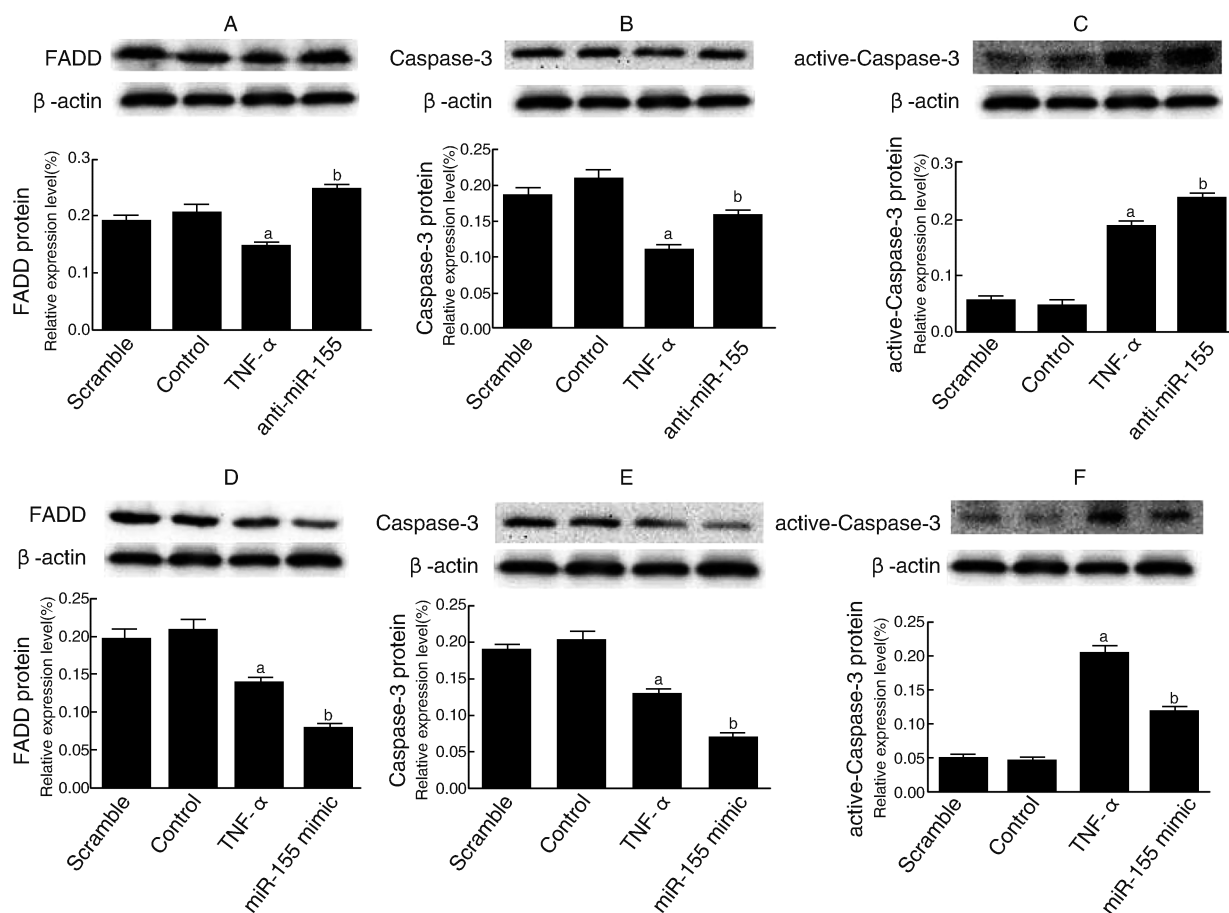 A
FADD
β -actin
FADD protein
Relative expression level(%)
0.3
0.2
0.1
0.0
a
b
Scramble
Control
TNF- α
anti-miR-155
B
Caspase-3
β -actin
Caspase-3 protein
Relative expression level(%)
0.25
0.20
0.15
0.10
0.05
0.00
a
b
Scramble
Control
TNF- α
anti-miR-155
C
active-Caspase-3
β -actin
active-Caspase-3 protein
Relative expression level(%)
0.3
0.2
0.1
0.0
a
b
Scramble
Control
TNF- α
anti-miR-155
D
FADD
β -actin
FADD protein
Relative expression level(%)
0.25
0.20
0.15
0.10
0.05
0.00
a
b
Scramble
Control
TNF- α
miR-155 mimic
E
Caspase-3
β -actin
Caspase-3 protein
Relative expression level(%)
0.25
0.20
0.15
0.10
0.05
0.00
a
b
Scramble
Control
TNF- α
miR-155 mimic
F
active-Caspase-3
β -actin
active-Caspase-3 protein
Relative expression level(%)
0.25
0.20
0.15
0.10
0.05
0.00
a
b
Scramble
Control
TNF- α
miR-155 mimic